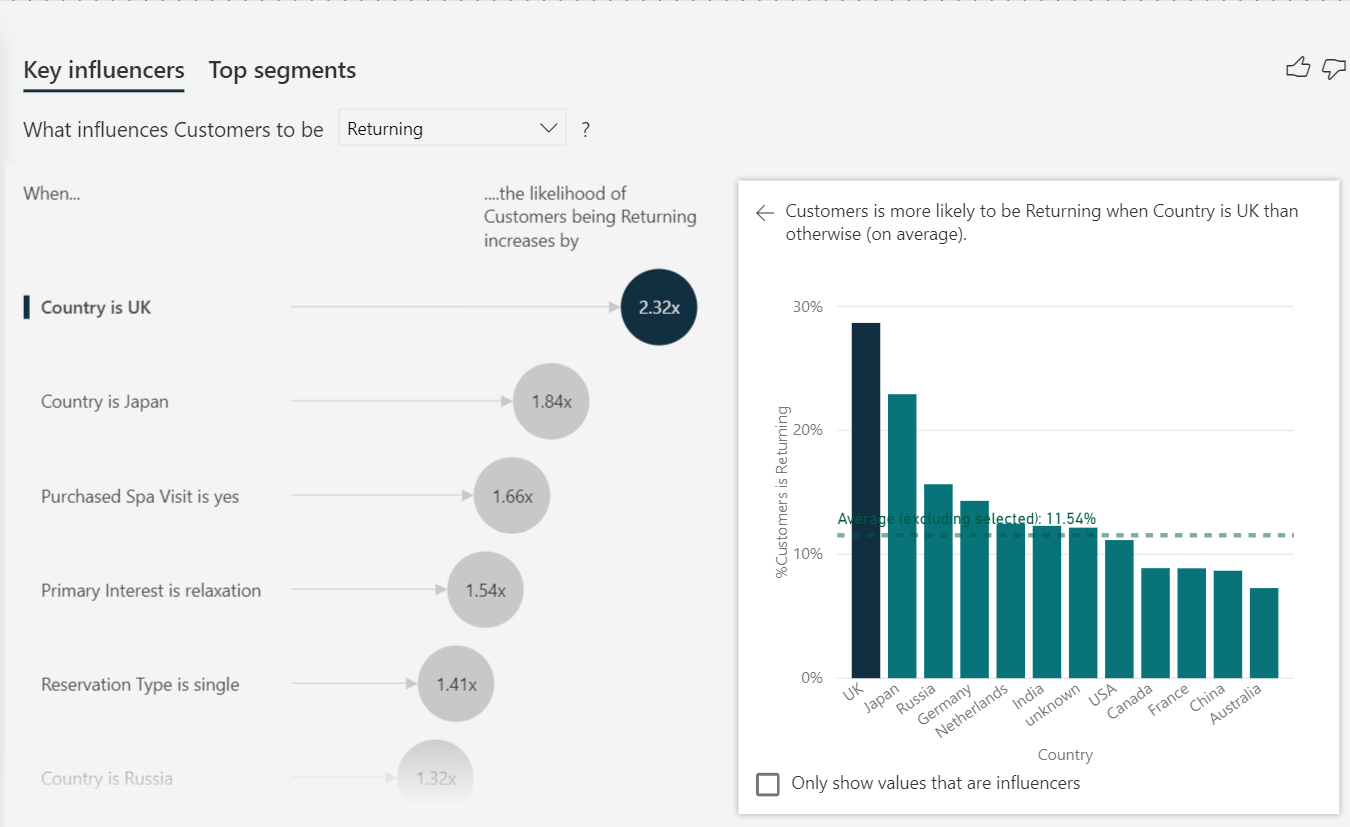 Key influencers Top segments
What influences Customers to be Returning ?
When...
....the likelihood of
Customers being Returning
increases by
Country is UK 2.32x
Country is Japan 1.84x
Purchased Spa Visit is yes 1.66x
Primary Interest is relaxation 1.54x
Reservation Type is single 1.41x
Country is Russia 1.32x
Customers is more likely to be Returning when Country is UK than
otherwise (on average).
%Customers is Returning
30%
20%
Average (excluding selected): 11.54%
10%
0%
UK Japan Russia Germany Netherlands India unknown USA Canada France China Australia
Country
Only show values that are influencers